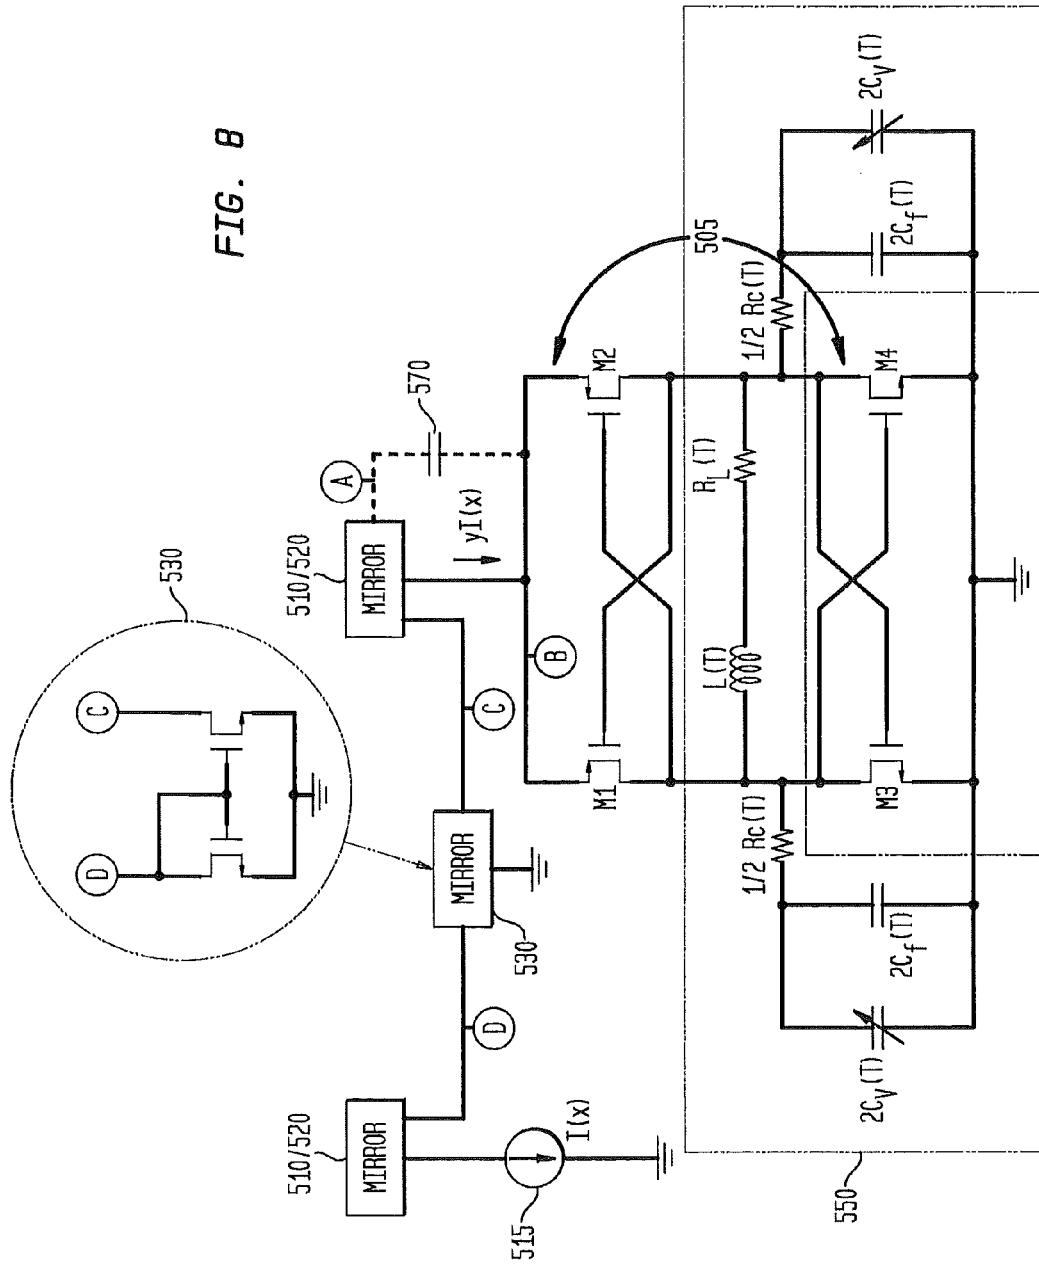 FIG. 8
530
D
C
510/520
MIRROR
515
I(x)
D
MIRROR
530
C
510/520
MIRROR
A
570
yI(x)
B
M1
M2
505
L(T)
R_L(T)
1/2 Rc(T)
1/2 Rc(T)
2C_V(T)
2C_f(T)
M3
M4
2C_f(T)
2C_V(T)
550